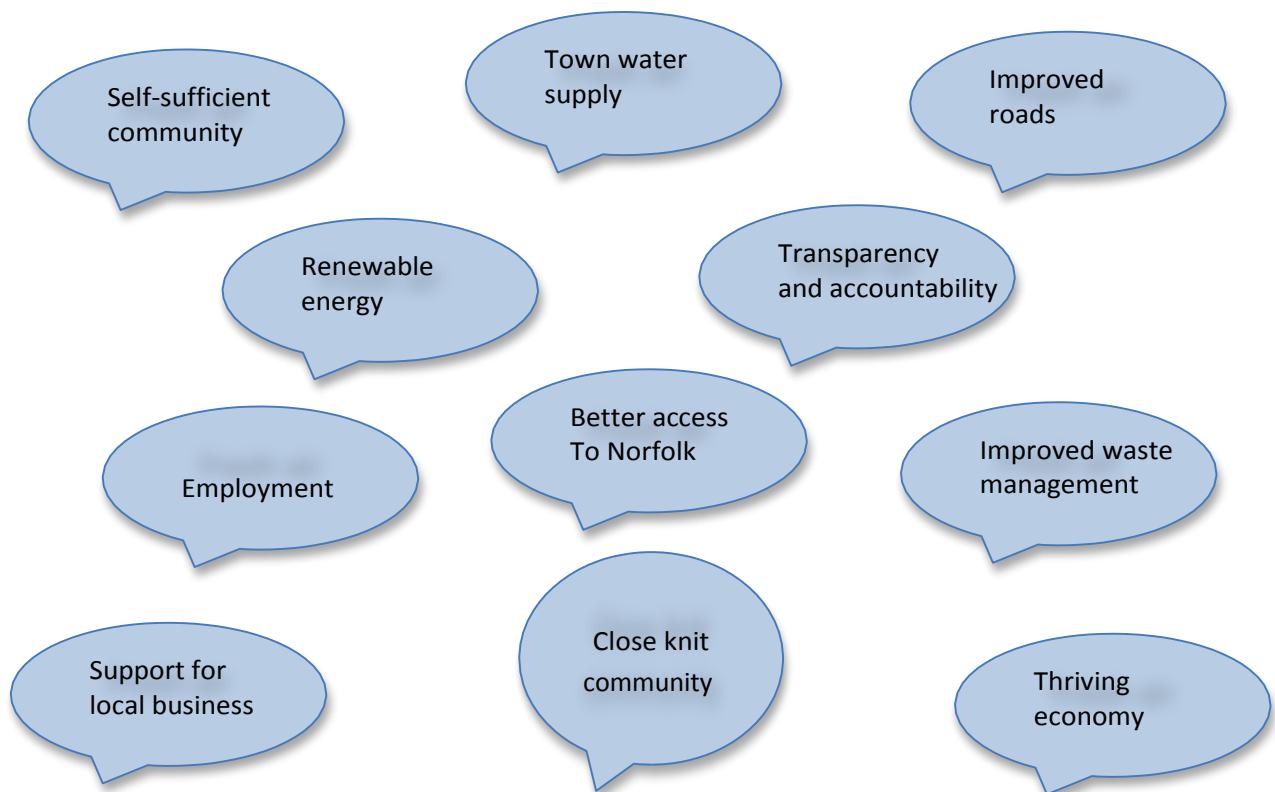 Self-sufficient
community
Town water
supply
Improved
roads
Renewable
energy
Transparency
and accountability
Employment
Better access
To Norfolk
Improved waste
management
Support for
local business
Close knit
community
Thriving
economy